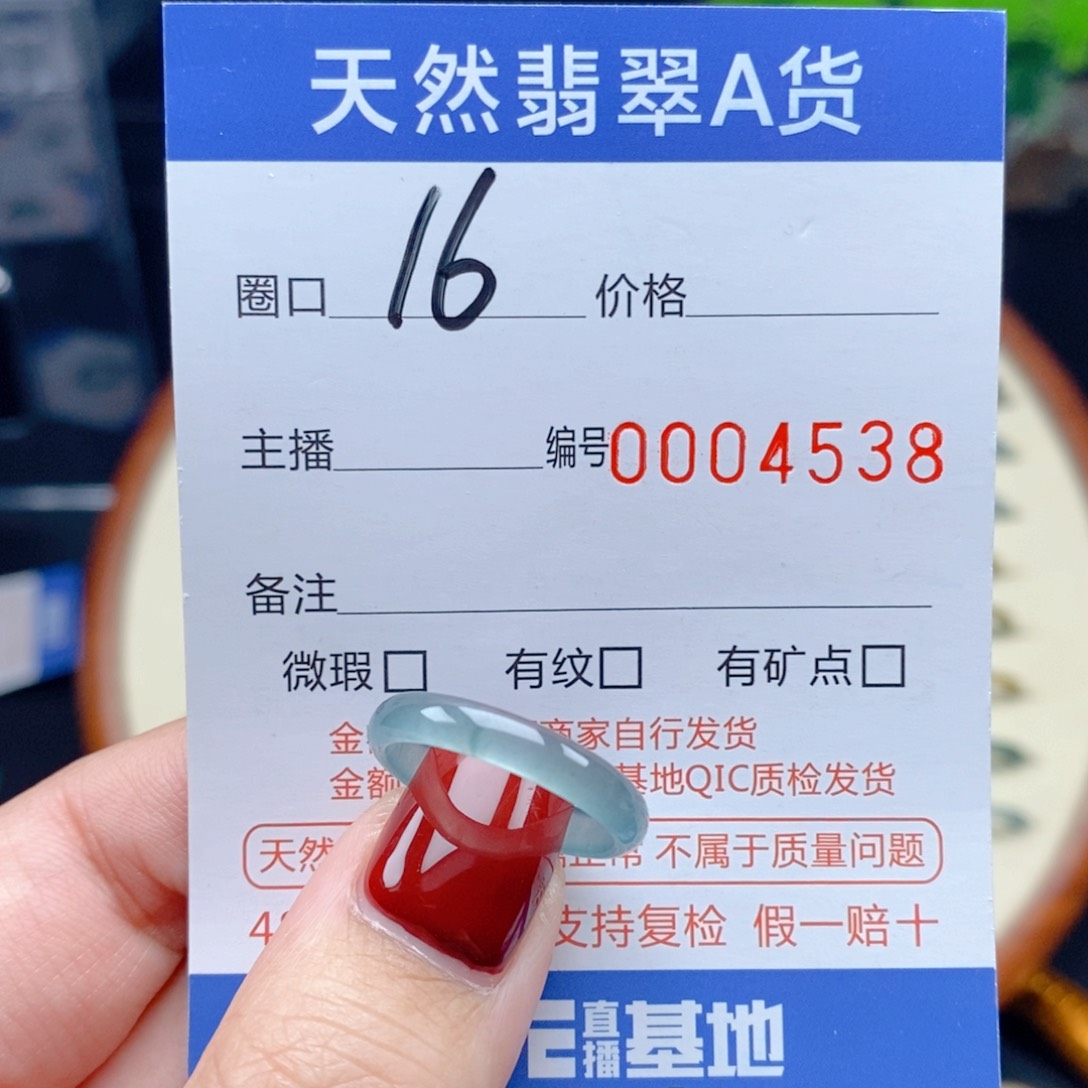 天然翡翠A货
圈口 16 价格
主播 编号0004538
备注
微瑕□ 有纹□ 有矿点□
金 商家自行发货
金额 基地QIC质检发货
天然 正常 不属于质量问题
4 支持复检 假一赔十
直播基地